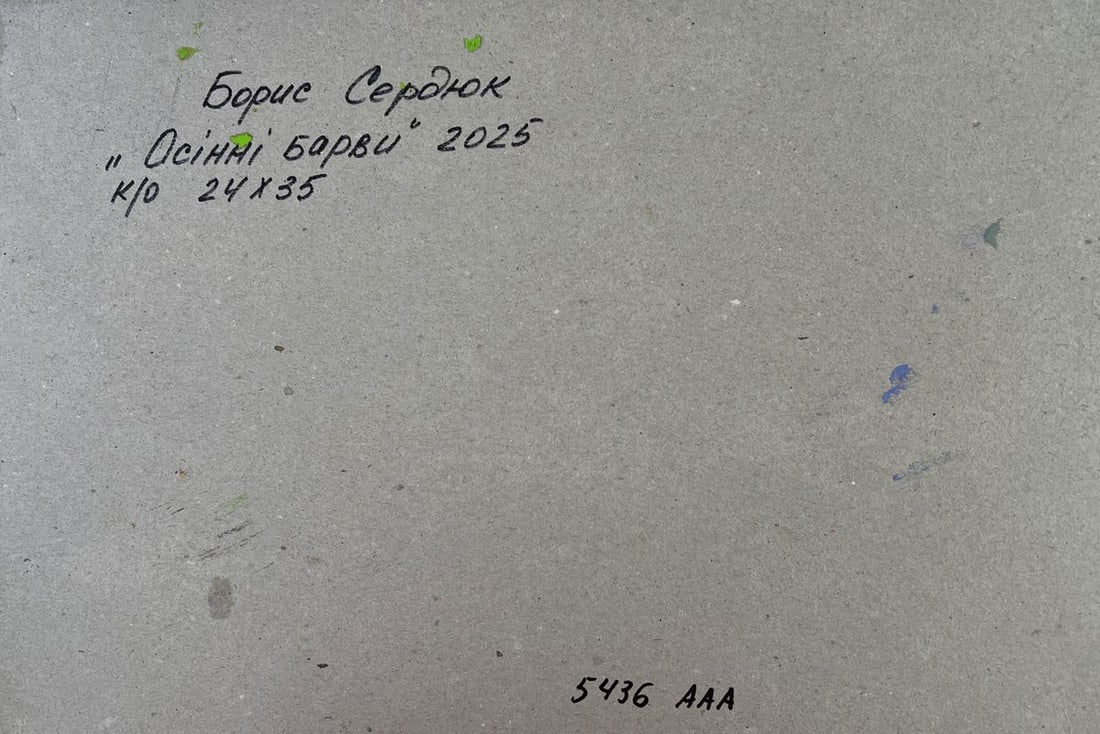 Борис Сердюк
„Осінні барви“ 2025
к/о 24х35
5436 ААА